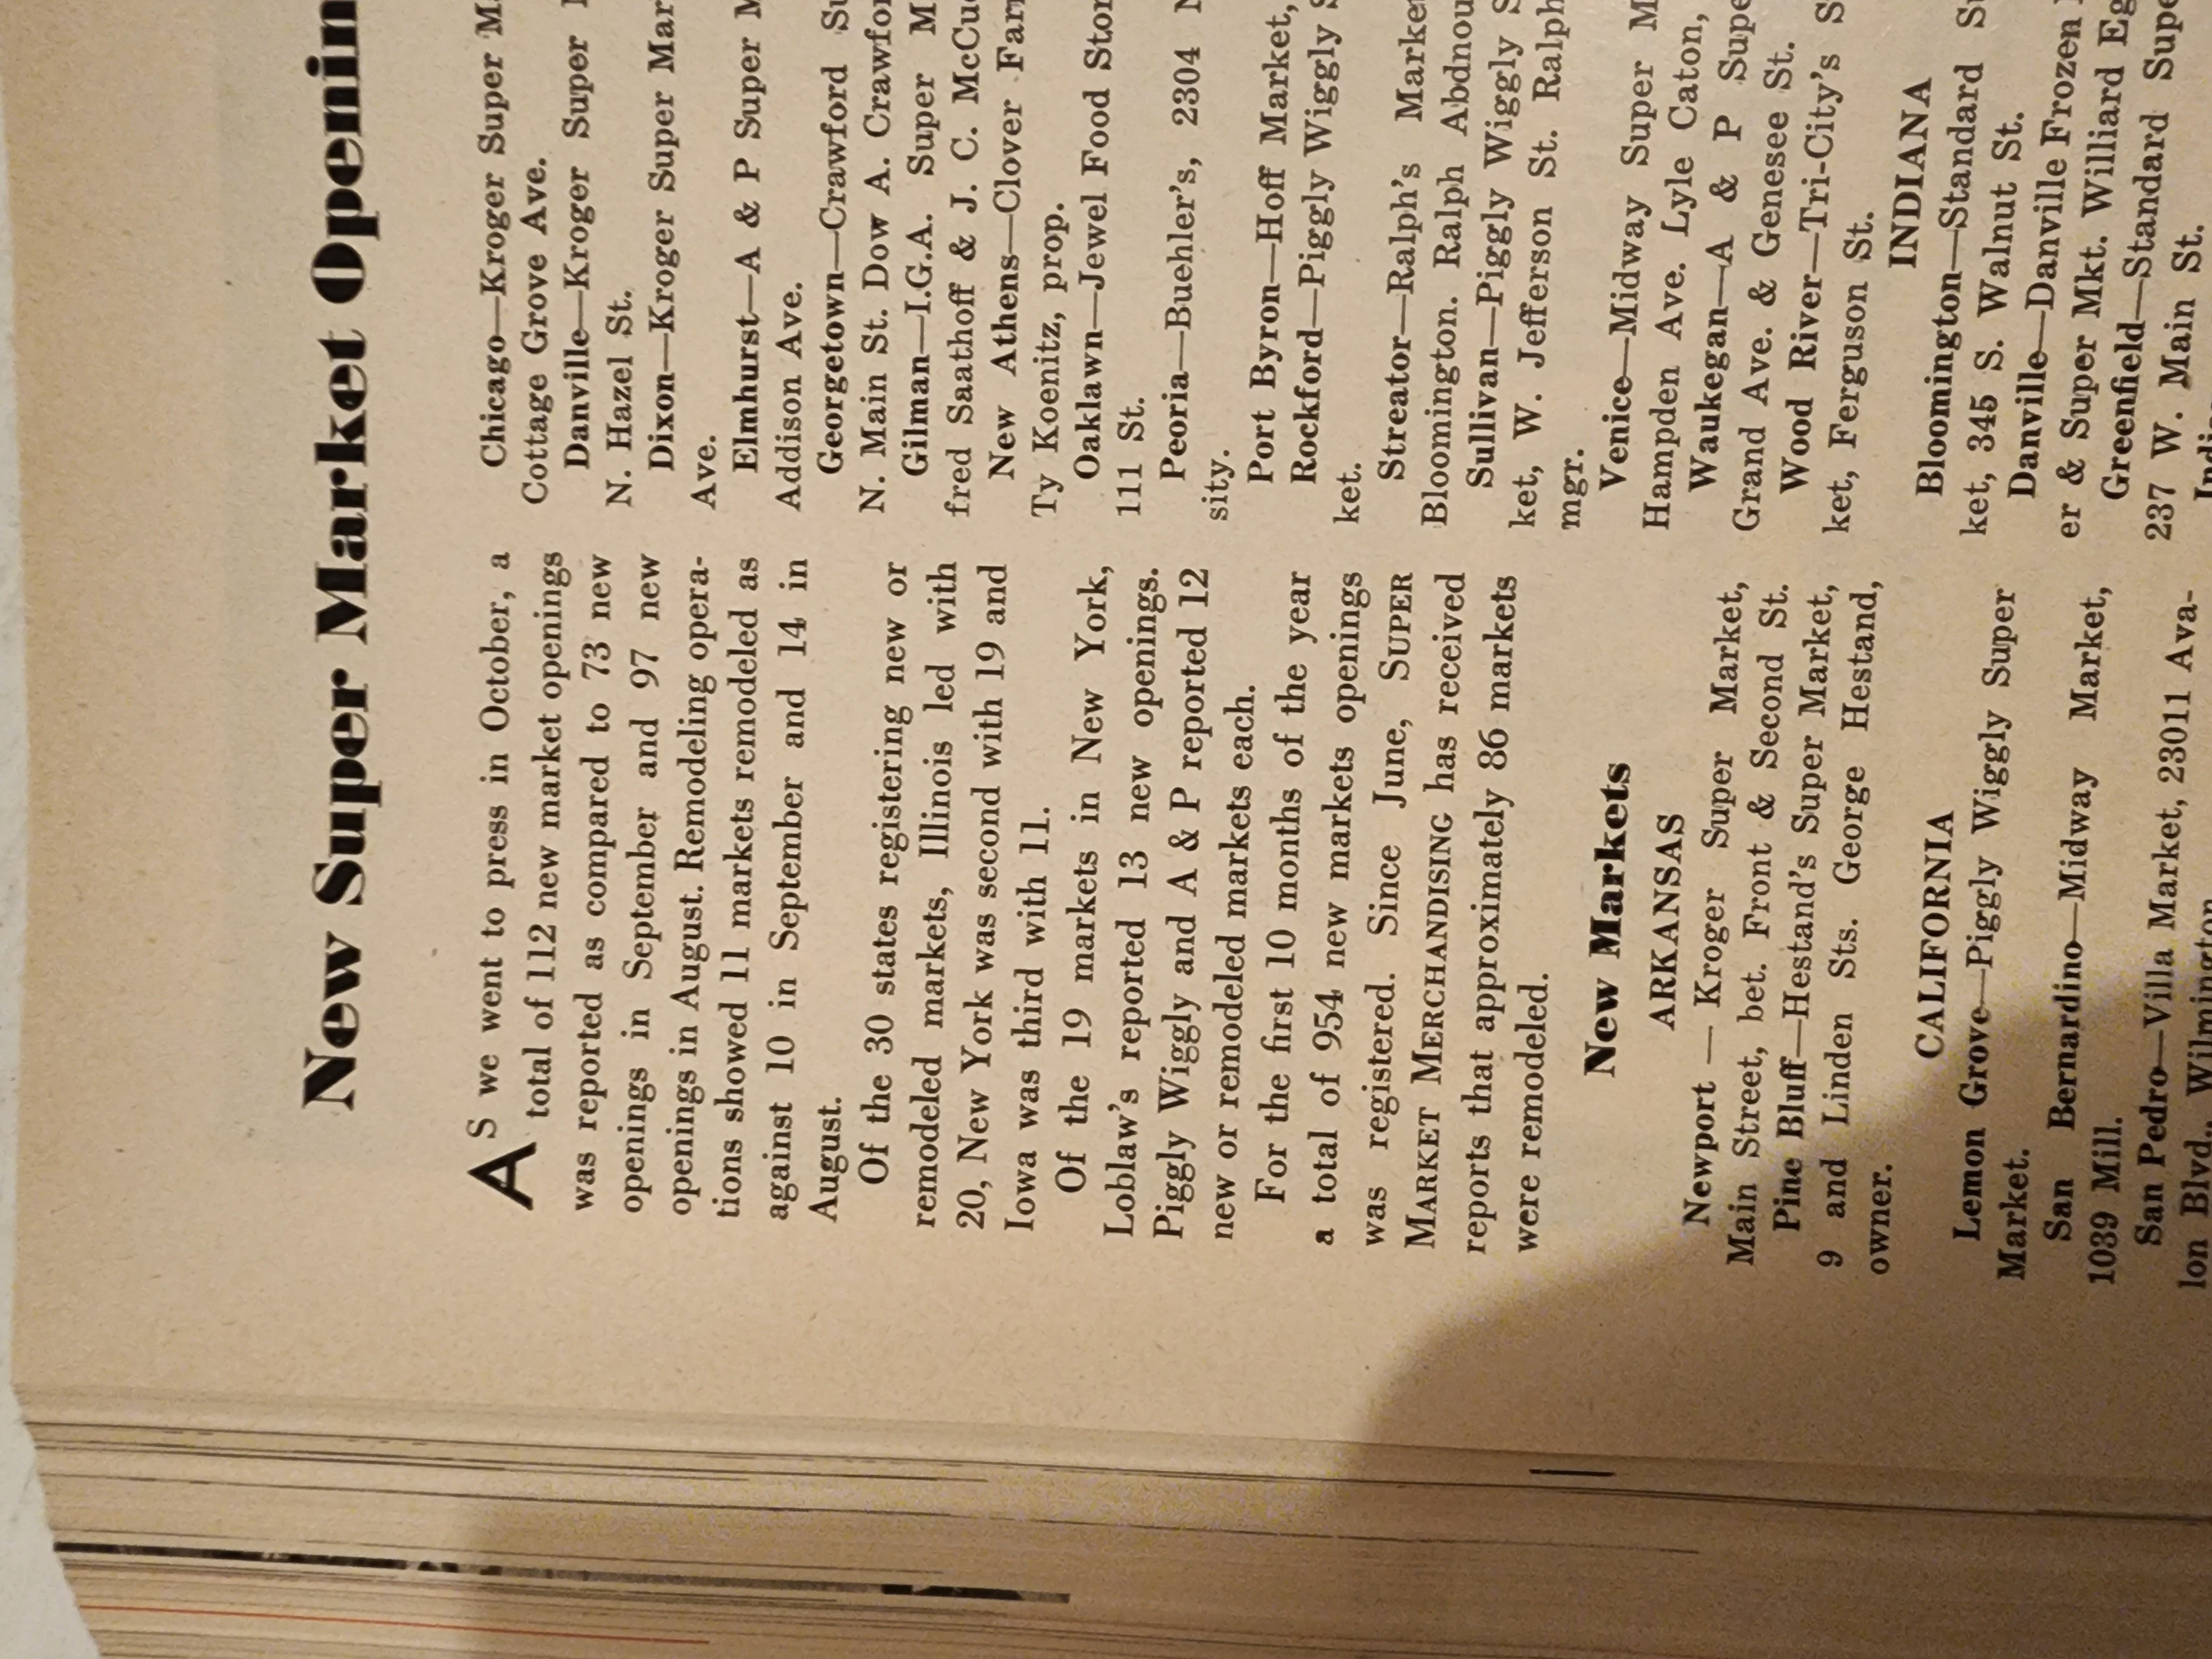 New Super Market Openin
As we went to press in October, a
total of 112 new market openings
was reported as compared to 73 new
openings in September and 97 new
openings in August. Remodeling opera-
tions showed 11 markets remodeled as
against 10 in September and 14 in
August.
Of the 30 states registering new or
remodeled markets, Illinois led with
20, New York was second with 19 and
Iowa was third with 11.
Of the 19 markets in New York,
Loblaw's reported 13 new openings.
Piggly Wiggly and A & P reported 12
new or remodeled markets each.
For the first 10 months of the year
a total of 954 new markets openings
was registered. Since June, SUPER
MARKET MERCHANDISING has received
reports that approximately 86 markets
were remodeled.
New Markets
ARKANSAS
Newport — Kroger Super Market,
Main Street, bet. Front & Second St.
Pine Bluff—Hestand's Super Market,
9 and Linden Sts. George Hestand,
owner.
CALIFORNIA
Lemon Grove—Piggly Wiggly Super
Market.
San Bernardino—Midway Market,
1039 Mill.
San Pedro—Villa Market, 23011 Ava-
lon Blvd., Wilmington
Chicago—Kroger Super M
Cottage Grove Ave.
Danville—Kroger Super
N. Hazel St.
Dixon—Kroger Super Mar
Ave.
Elmhurst—A & P Super M
Addison Ave.
Georgetown—Crawford Su
N. Main St. Dow A. Crawfor
Gilman—I.G.A. Super M
fred Saathoff & J. C. McCu
New Athens—Clover Far
Ty Koenitz, prop.
Oaklawn—Jewel Food Stor
111 St.
Peoria—Buehler's, 2304 N
sity.
Port Byron—Hoff Market,
Rockford—Piggly Wiggly S
ket.
Streator—Ralph's Marke
Bloomington. Ralph Abdnou
Sullivan—Piggly Wiggly S
ket, W. Jefferson St. Ralph
mgr.
Venice—Midway Super M
Hampden Ave. Lyle Caton,
Waukegan—A & P Supe
Grand Ave. & Genesee St.
Wood River—Tri-City's S
ket, Ferguson St.
INDIANA
Bloomington—Standard Su
ket, 345 S. Walnut St.
Danville—Danville Frozen
er & Super Mkt. Williard Eg
Greenfield—Standard Supe
237 W. Main St.